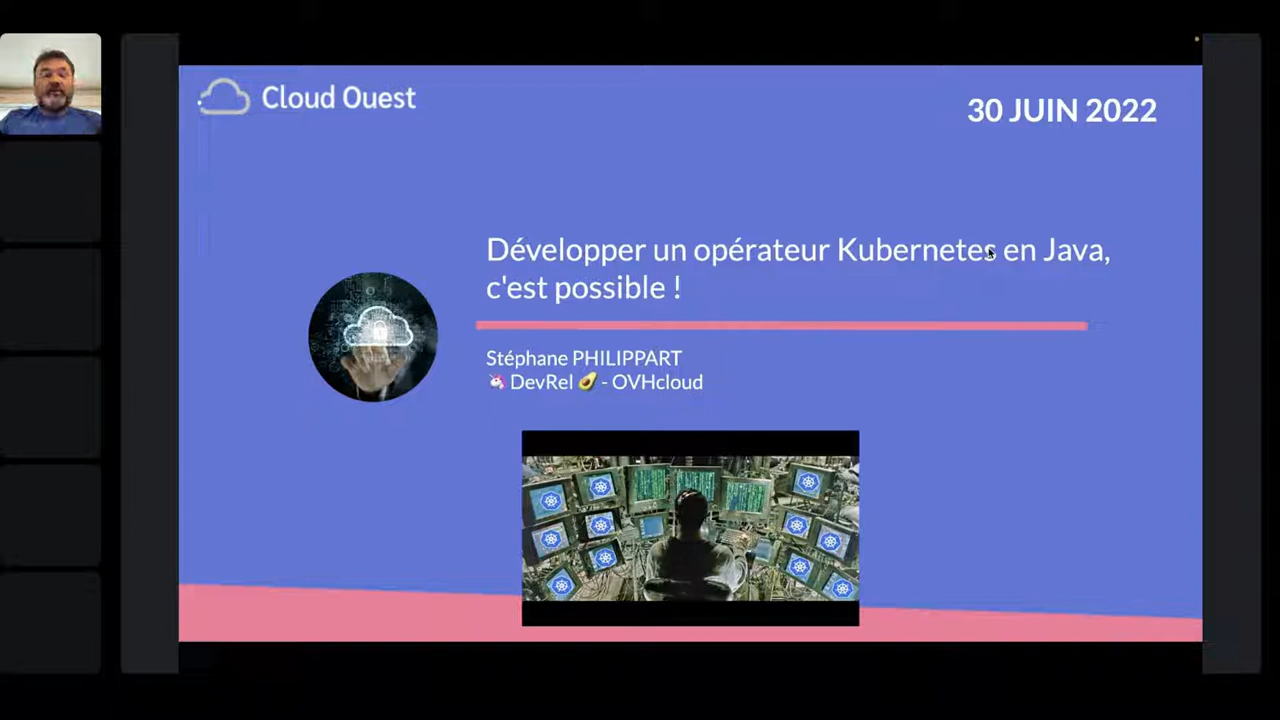 Cloud Ouest
30 JUIN 2022
Développer un opérateur Kubernetes en Java,
c'est possible !
Stéphane PHILIPPART
🦄 DevRel 🥑 - OVHcloud